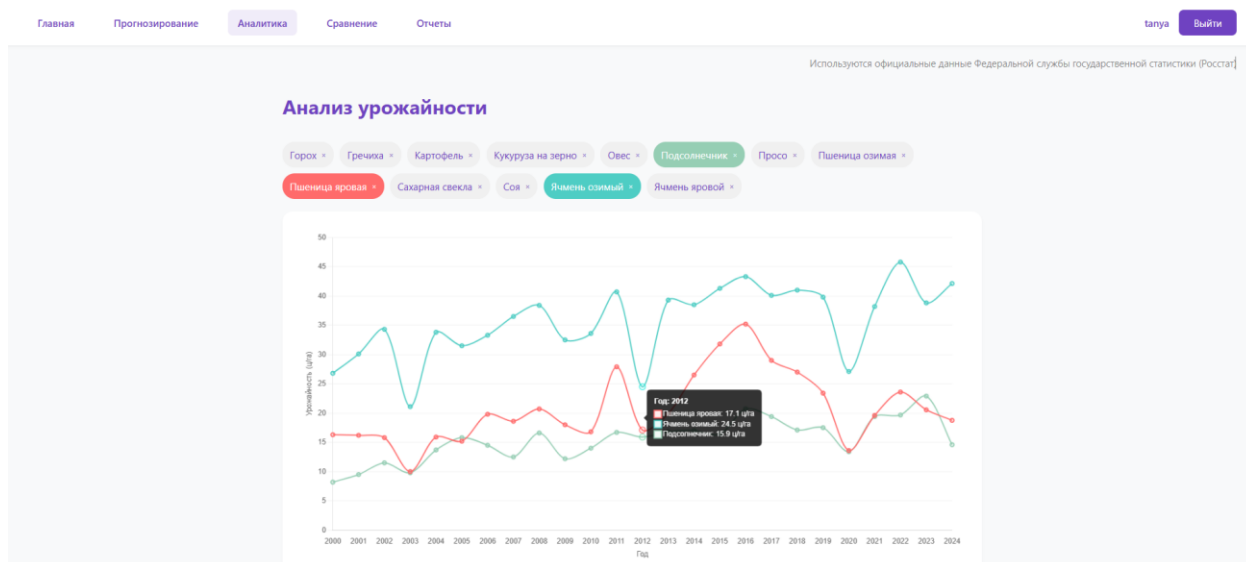 Главная Прогнозирование Аналитика Сравнение Отчеты tanya Выйти
Используются официальные данные Федеральной службы государственной статистики (Росстат)
Анализ урожайности
Горох × Гречиха × Картофель × Кукуруза на зерно × Овес × Подсолнечник × Просо × Пшеница озимая ×
Пшеница яровая × Сахарная свекла × Соя × Ячмень озимый × Ячмень яровой ×
50
45
40
35
30
25
20
15
10
5
0
Урожайность (ц/га)
Год: 2012
Пшеница яровая: 17.1 ц/га
Ячмень озимый: 24.5 ц/га
Подсолнечник: 15.9 ц/га
2000 2001 2002 2003 2004 2005 2006 2007 2008 2009 2010 2011 2012 2013 2014 2015 2016 2017 2018 2019 2020 2021 2022 2023 2024
Год